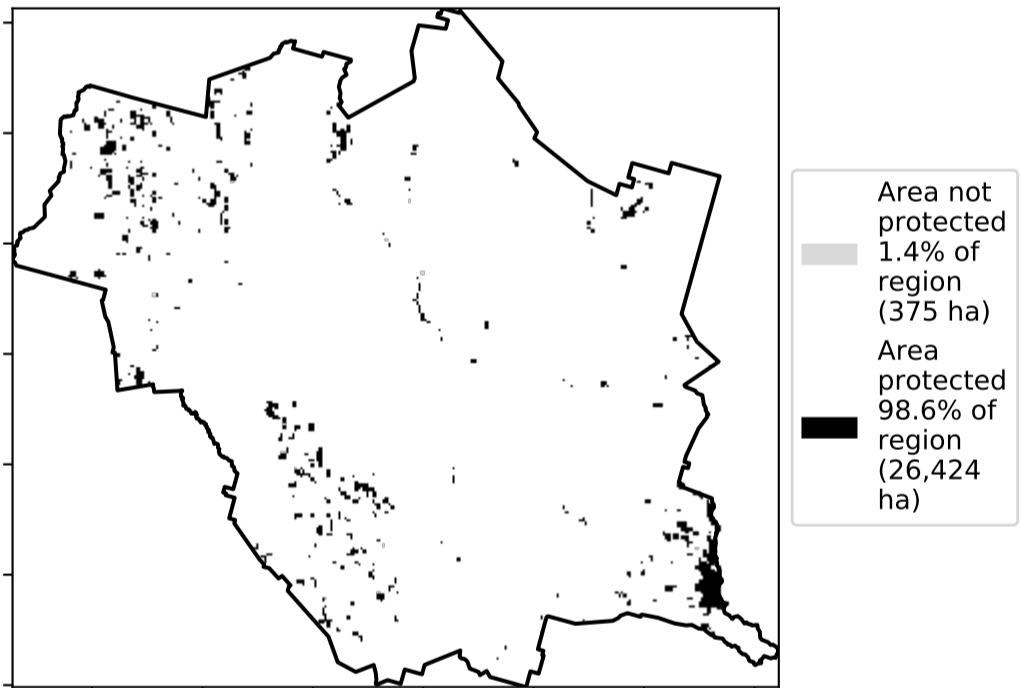 Area not
protected
1.4% of
region
(375 ha)
Area
protected
98.6% of
region
(26,424
ha)